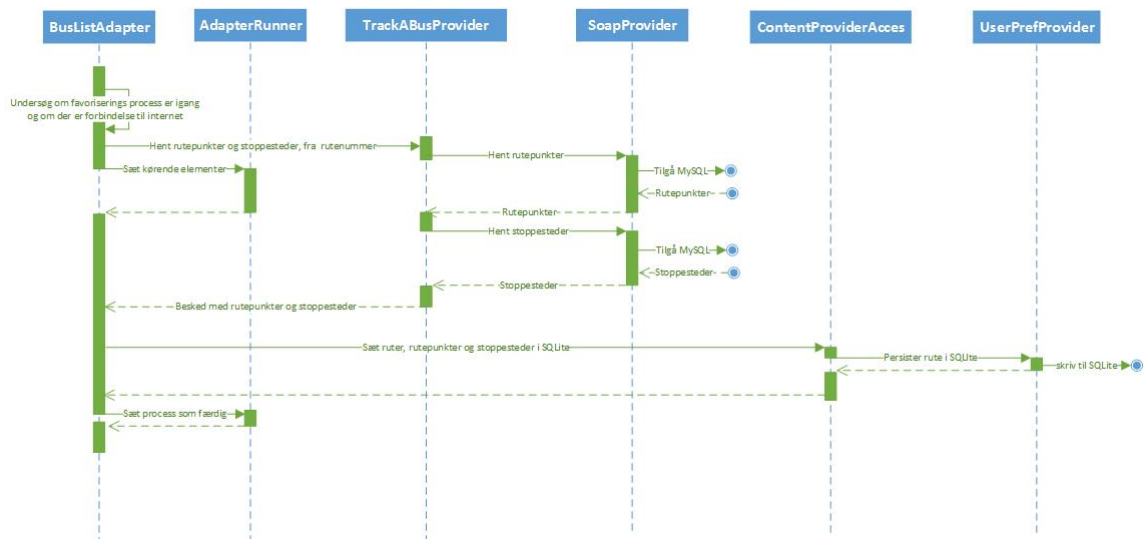 BusListAdapter
AdapterRunner
TrackABusProvider
SoapProvider
ContentProviderAcces
UserPrefProvider
Undersøg om favoriserings process er igang
og om der er forbindelse til internet
Hent rutepunkter og stoppesteder, fra rutenummer
Hent rutepunkter
Sæt kørende elementer
Tilgå MySQL
Rutepunkter
Rutepunkter
Hent stoppesteder
Tilgå MySQL
Stoppesteder
Stoppesteder
Besked med rutepunkter og stoppesteder
Sæt ruter, rutepunkter og stoppesteder i SQLite
Persister rute i SQLite
skriv til SQLite
Sæt process som færdig